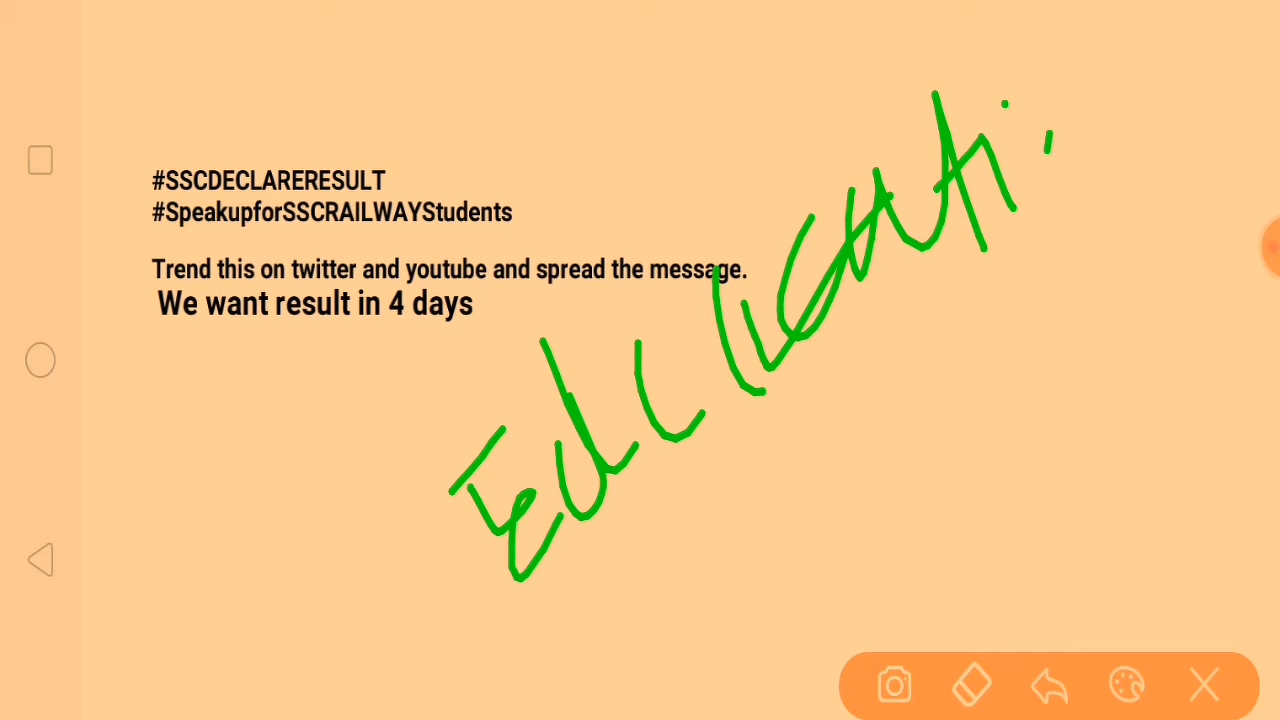 #SSCDECLARERESULT
#SpeakupforSSCRAILWAYStudents
Trend this on twitter and youtube and spread the message.
We want result in 4 days